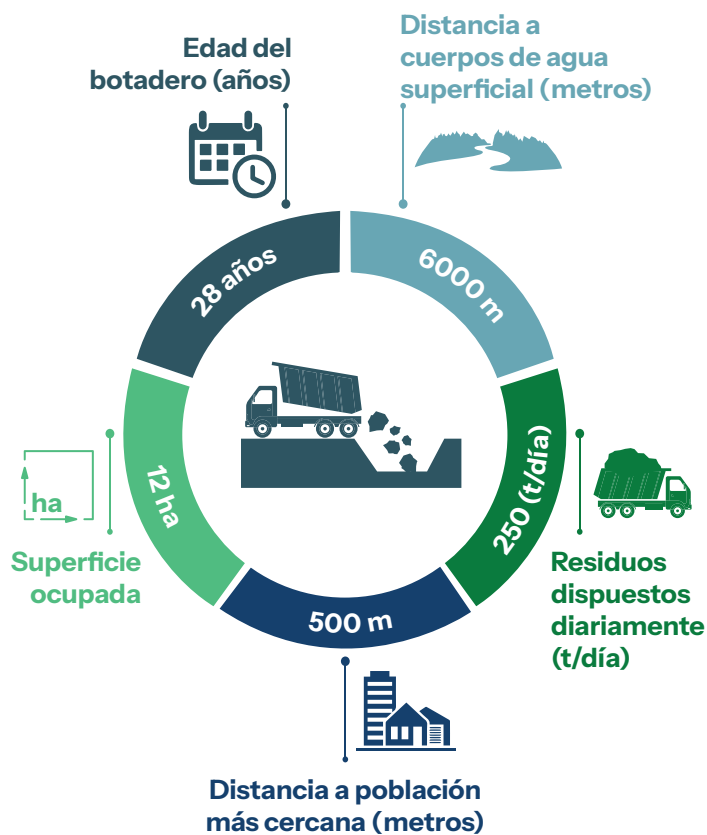 Edad del
botadero (años)
Distancia a
cuerpos de agua
superficial (metros)
28 años
6000 m
12 ha
250 (t/día)
500 m
ha
Superficie
ocupada
Residuos
dispuestos
diariamente
(t/día)
Distancia a población
más cercana (metros)